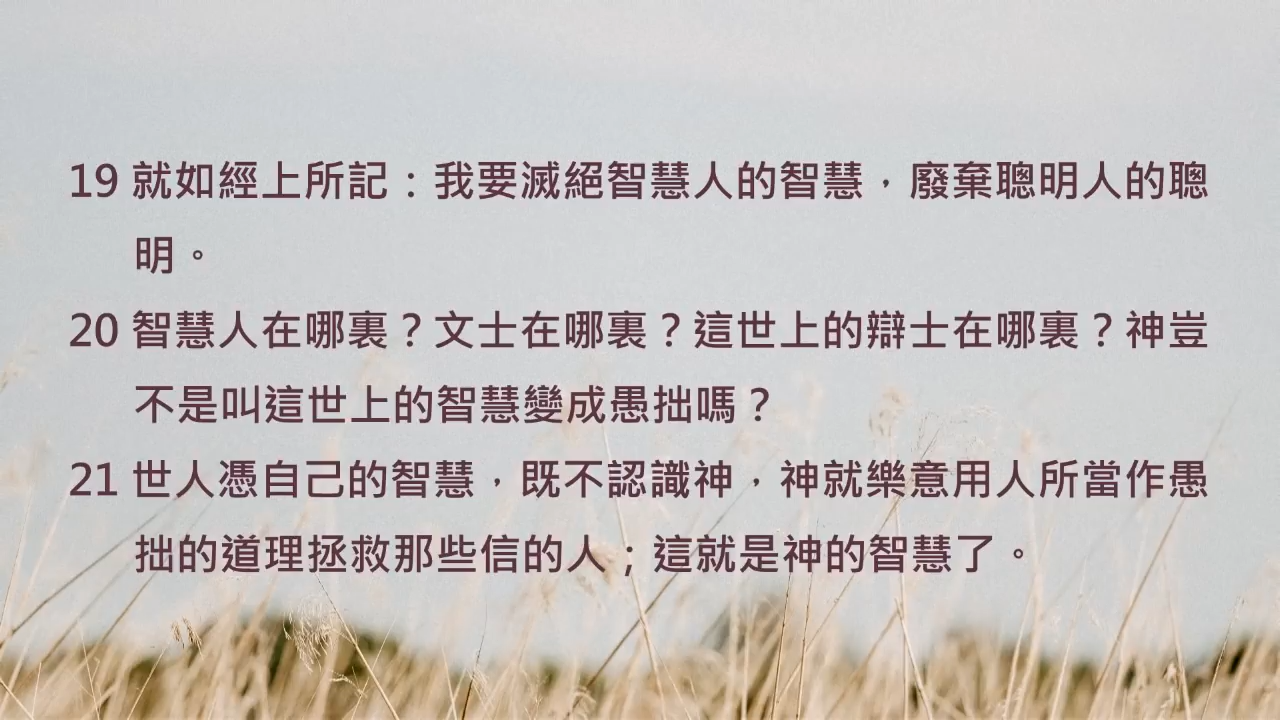 19 就如經上所記：我要滅絕智慧人的智慧，廢棄聰明人的聰
明。
20 智慧人在哪裏？文士在哪裏？這世上的辯士在哪裏？神豈
不是叫這世上的智慧變成愚拙嗎？
21 世人憑自己的智慧，既不認識神，神就樂意用人所當作愚
拙的道理拯救那些信的人；這就是神的智慧了。